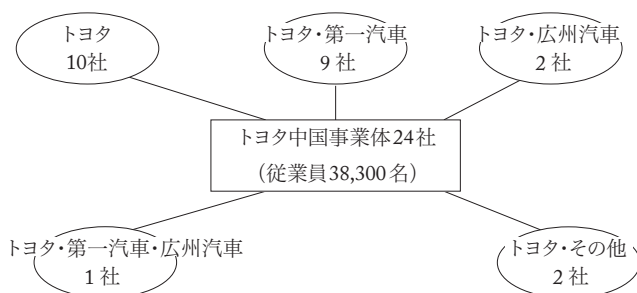 トヨタ
10社
トヨタ・第一汽車
9社
トヨタ・広州汽車
2社
トヨタ中国事業体24社
（従業員38,300名）
トヨタ・第一汽車・広州汽車
1社
トヨタ・その他
2社